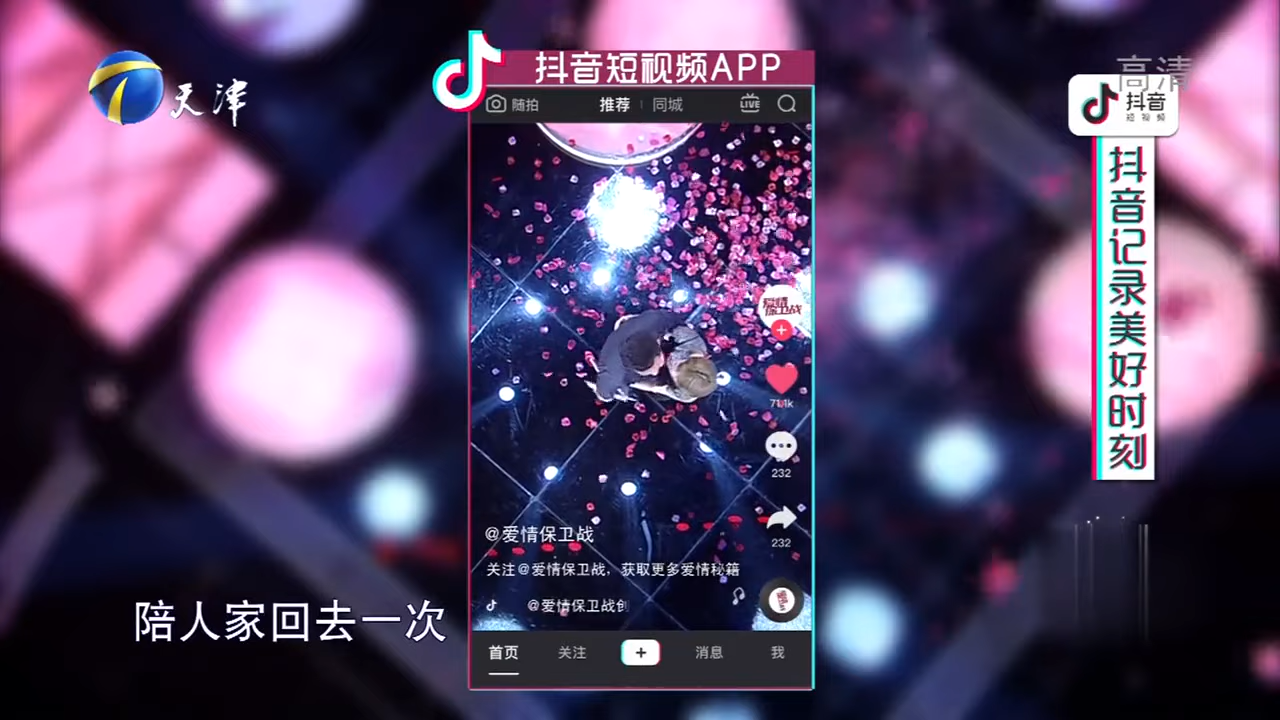 天津
高清
抖音短视频APP
随拍 推荐 同城 LIVE
抖音
短视频
抖音记录美好时刻
爱情保卫战
71.1k
232
232
@爱情保卫战
关注@爱情保卫战，获取更多爱情秘籍
@爱情保卫战创
陪人家回去一次
首页 关注 消息 我